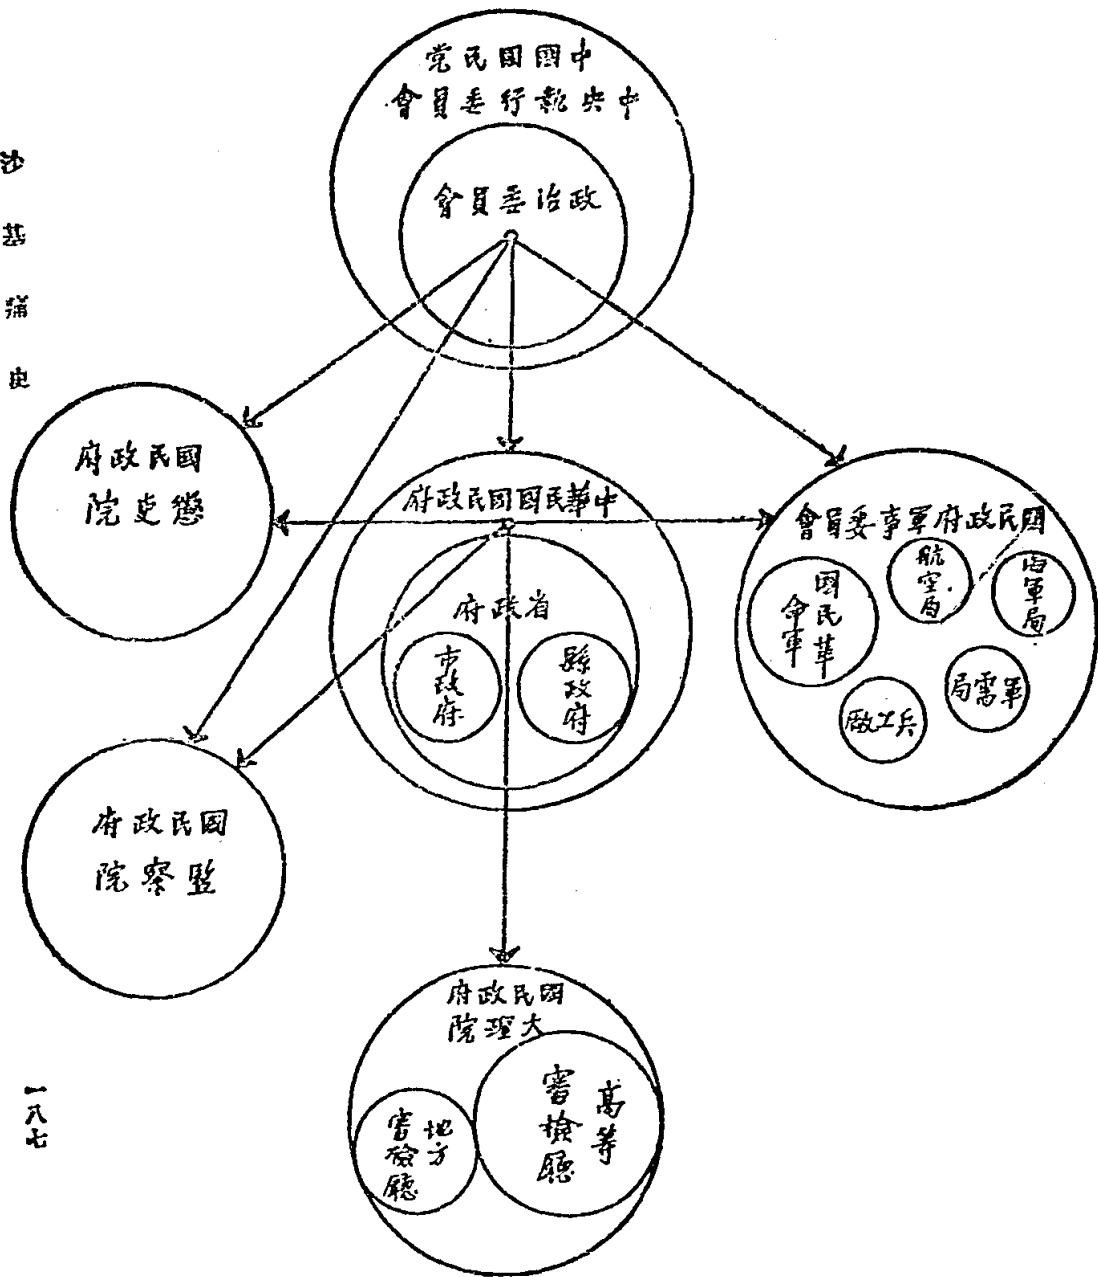 中國國民党
中央執行委員會
政治委員會
國民政府
懲吏院
中華民國國民政府
省政府
市政府
縣政府
國民政府軍事委員會
國民革命軍
航空局
海軍局
軍需局
兵工廠
國民政府
監察院
國民政府
大理院
高等審檢廳
地方審檢廳
沙基痛史
一八七